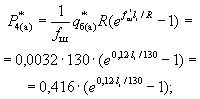 P*4(а) = 1/fш q*6(а) R(e^(f'ш l₁ / R) − 1) =
= 0,0032 · 130 · (e^(0,12 l₁ / 130) − 1) =
= 0,416 · (e^(0,12 l₁ / 130) − 1);